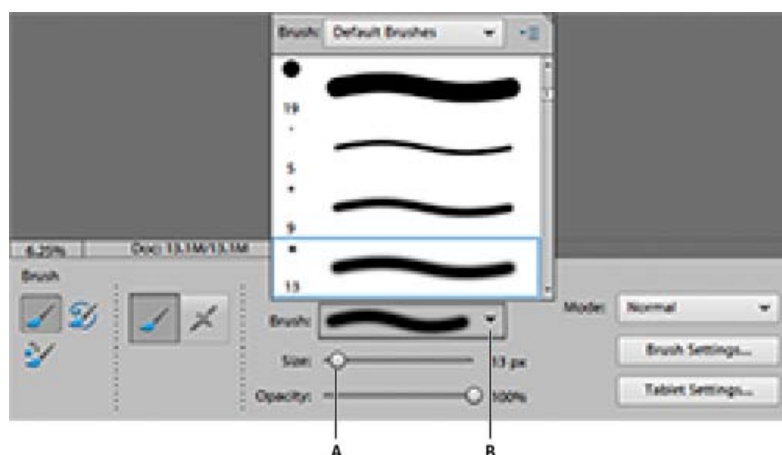 Brush: Default Brushes
19
5
9
13
6.25% Doc: 13.1M/13.1M
Brush
Brush:
Mode: Normal
Size: 13 px
Brush Settings...
Opacity: 100%
Tablet Settings...
A B